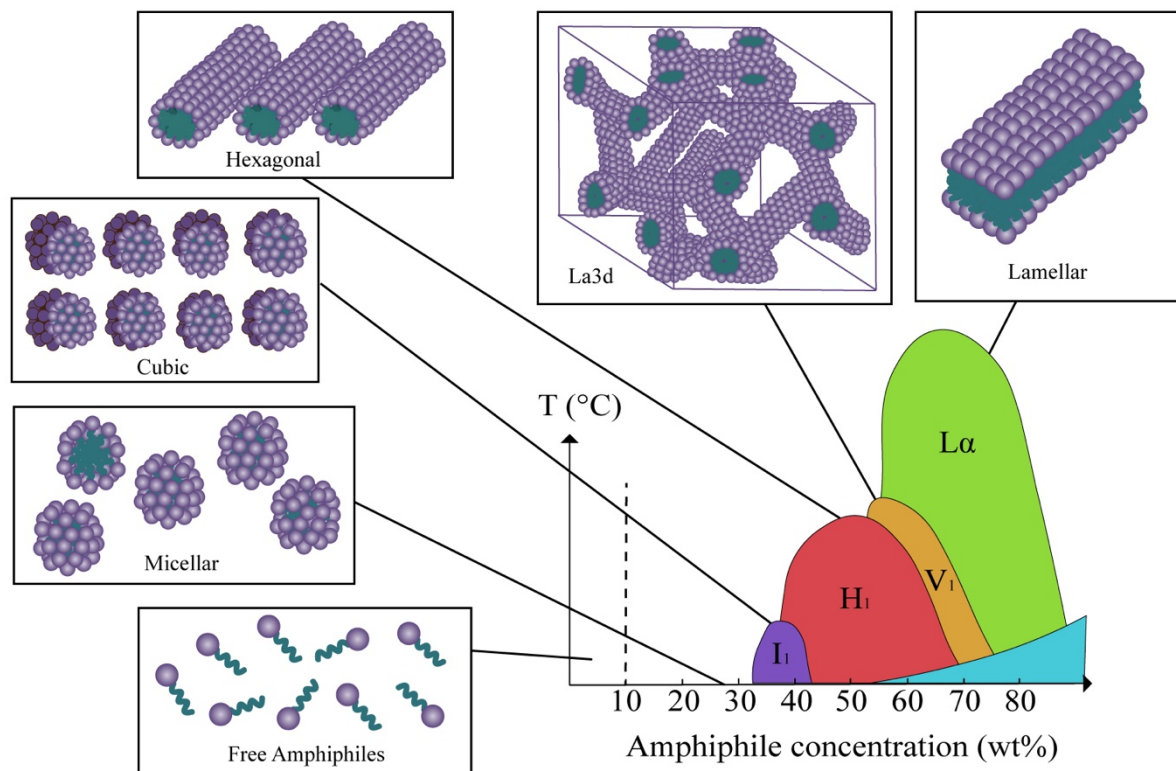 Hexagonal
La3d
Lamellar
Cubic
Micellar
Free Amphiphiles
T (°C)
Lα
V₁
H₁
I₁
10 20 30 40 50 60 70 80
Amphiphile concentration (wt%)